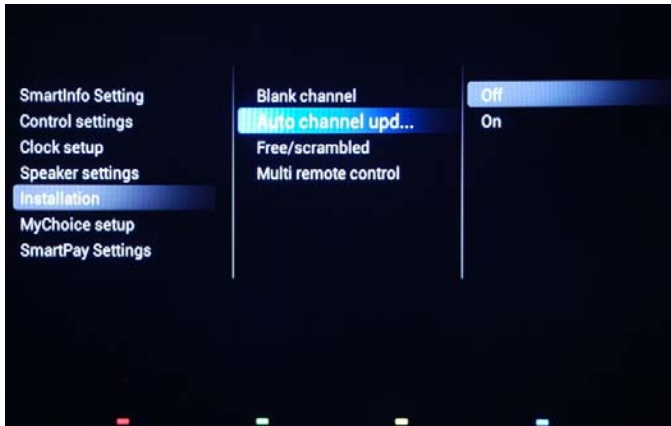 SmartInfo Setting
Control settings
Clock setup
Speaker settings
Installation
MyChoice setup
SmartPay Settings
Blank channel
Auto channel upd...
Free/scrambled
Multi remote control
Off
On